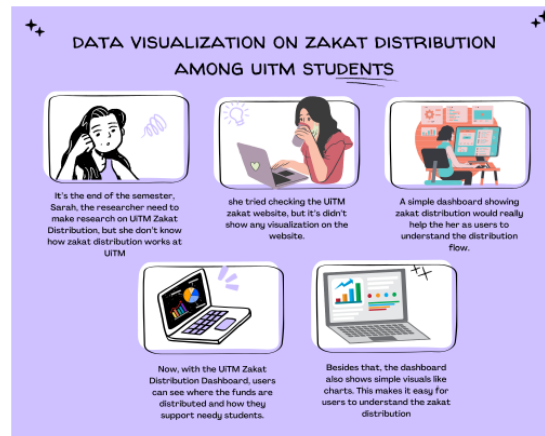 DATA VISUALIZATION ON ZAKAT DISTRIBUTION
AMONG UITM STUDENTS
It's the end of the semester,
Sarah, the researcher need to
make research on UiTM Zakat
Distribution, but she don't know
how zakat distribution works at
UiTM
she tried checking the UiTM
zakat website, but it's didn't
show any visualization on the
website.
A simple dashboard showing
zakat distribution would really
help the her as users to
understand the distribution
flow.
Now, with the UiTM Zakat
Distribution Dashboard, users
can see where the funds are
distributed and how they
support needy students.
Besides that, the dashboard
also shows simple visuals like
charts. This makes it easy for
users to understand the zakat
distribution